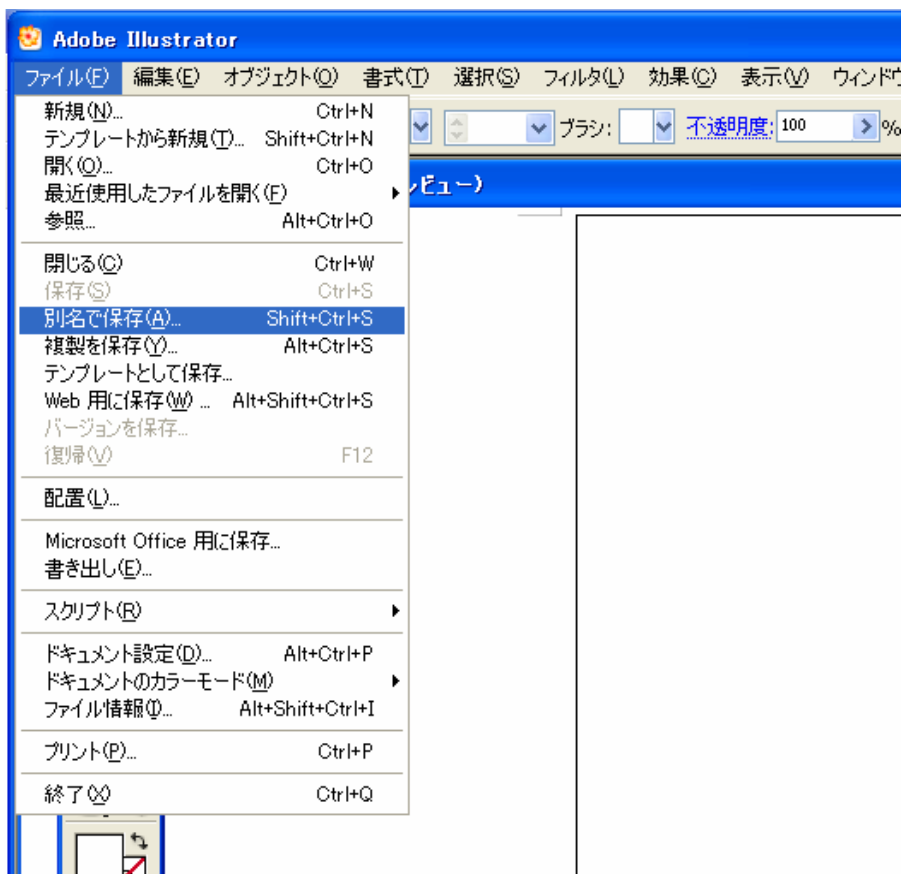 Adobe Illustrator
ファイル(F) 編集(E) オブジェクト(O) 書式(T) 選択(S) フィルタ(L) 効果(C) 表示(V) ウィンドウ
ブラシ: 不透明度: 100 %
ビュー)
新規(N)... Ctrl+N
テンプレートから新規(T)... Shift+Ctrl+N
開く(O)... Ctrl+O
最近使用したファイルを開く(F)
参照... Alt+Ctrl+O
閉じる(C) Ctrl+W
保存(S) Ctrl+S
別名で保存(A)... Shift+Ctrl+S
複製を保存(Y)... Alt+Ctrl+S
テンプレートとして保存...
Web 用に保存(W) ... Alt+Shift+Ctrl+S
バージョンを保存...
復帰(V) F12
配置(L)...
Microsoft Office 用に保存...
書き出し(E)...
スクリプト(R)
ドキュメント設定(D)... Alt+Ctrl+P
ドキュメントのカラーモード(M)
ファイル情報(I)... Alt+Shift+Ctrl+I
プリント(P)... Ctrl+P
終了(X) Ctrl+Q